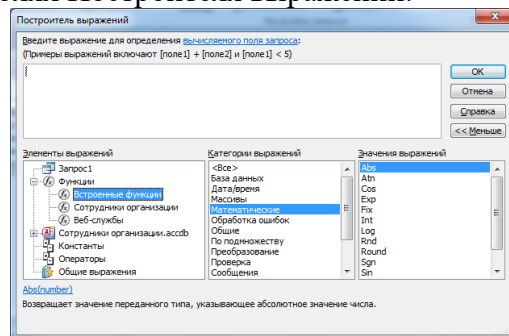 Построитель выражений
Введите выражение для определения вычисляемого поля запроса:
(Примеры выражений включают [поле1] + [поле2] и [поле1] < 5)
ОК
Отмена
Справка
<< Меньше
Элементы выражений
Категории выражений
Значения выражений
Запрос1
Функции
Встроенные функции
Сотрудники организации
Веб-службы
Сотрудники организации.accdb
Константы
Операторы
Общие выражения
<Все>
База данных
Дата/время
Массивы
Математические
Обработка ошибок
Общие
По подмножеству
Преобразование
Проверка
Сообщения
Abs
Atn
Cos
Exp
Fix
Int
Log
Rnd
Round
Sgn
Sin
Abs(number)
Возвращает значение переданного типа, указывающее абсолютное значение числа.